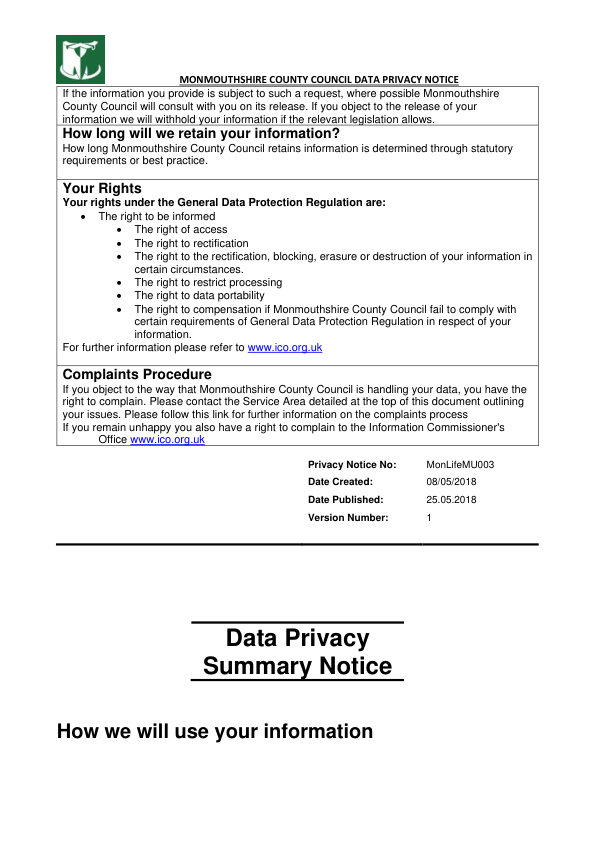 MONMOUTHSHIRE COUNTY COUNCIL DATA PRIVACY NOTICE
If the information you provide is subject to such a request, where possible Monmouthshire
County Council will consult with you on its release. If you object to the release of your
information we will withhold your information if the relevant legislation allows.
How long will we retain your information?
How long Monmouthshire County Council retains information is determined through statutory
requirements or best practice.
Your Rights
Your rights under the General Data Protection Regulation are:
• The right to be informed
• The right of access
• The right to rectification
• The right to the rectification, blocking, erasure or destruction of your information in
certain circumstances.
• The right to restrict processing
• The right to data portability
• The right to compensation if Monmouthshire County Council fail to comply with
certain requirements of General Data Protection Regulation in respect of your
information.
For further information please refer to www.ico.org.uk
Complaints Procedure
If you object to the way that Monmouthshire County Council is handling your data, you have the
right to complain. Please contact the Service Area detailed at the top of this document outlining
your issues. Please follow this link for further information on the complaints process
If you remain unhappy you also have a right to complain to the Information Commissioner's
Office www.ico.org.uk
Privacy Notice No: MonLifeMU003
Date Created: 08/05/2018
Date Published: 25.05.2018
Version Number: 1
Data Privacy
Summary Notice
How we will use your information